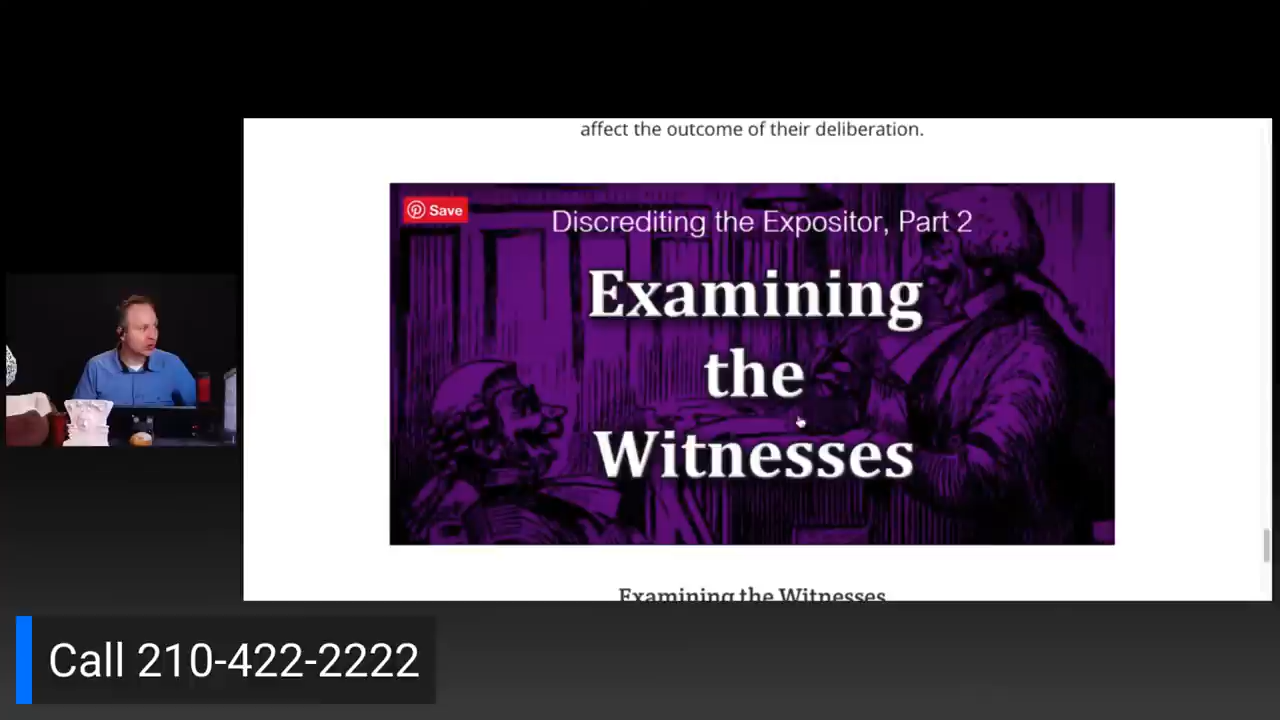 affect the outcome of their deliberation.
Save
Discrediting the Expositor, Part 2
Examining
the
Witnesses
Examining the Witnesses
Call 210-422-2222